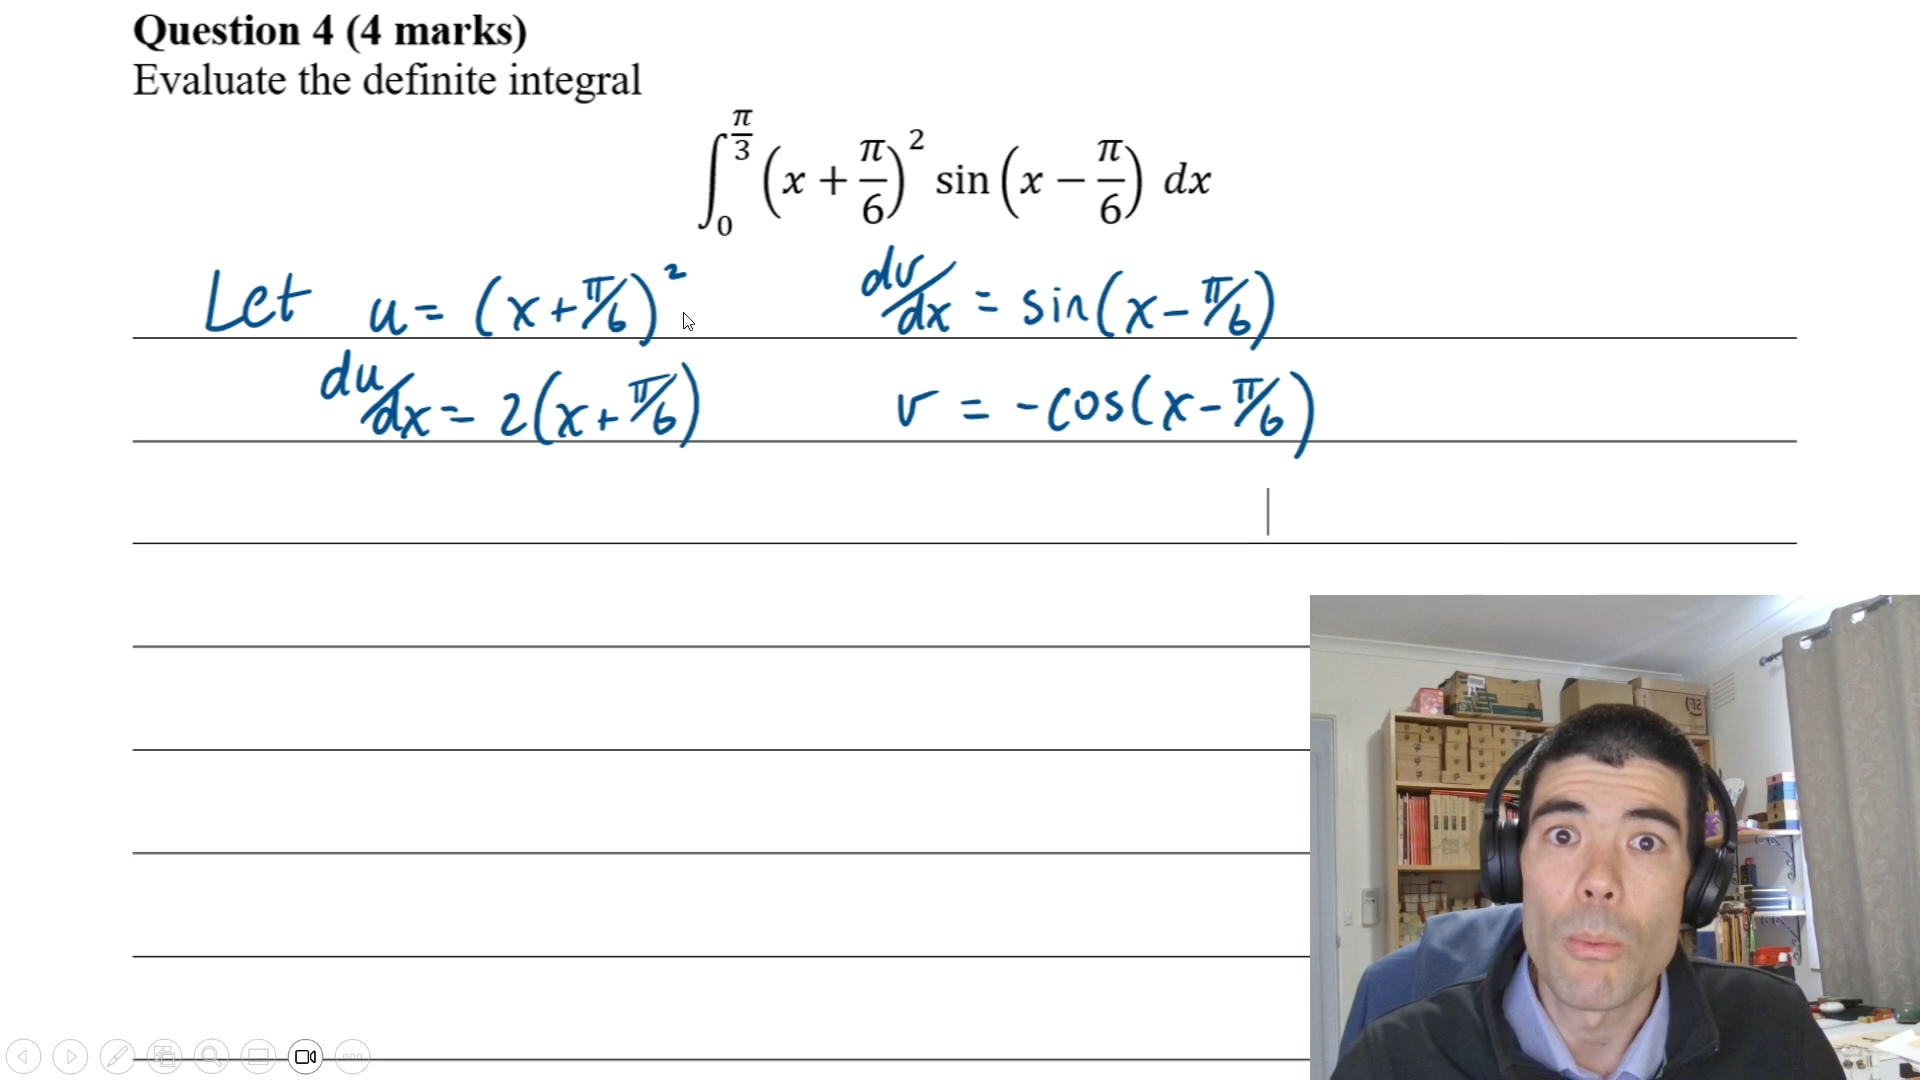 Question 4 (4 marks)
Evaluate the definite integral
∫₀^(π/3) (x + π/6)² sin (x − π/6) dx
Let u = (x + π/6)² dv/dx = sin(x − π/6)
du/dx = 2(x + π/6) v = -cos(x − π/6)